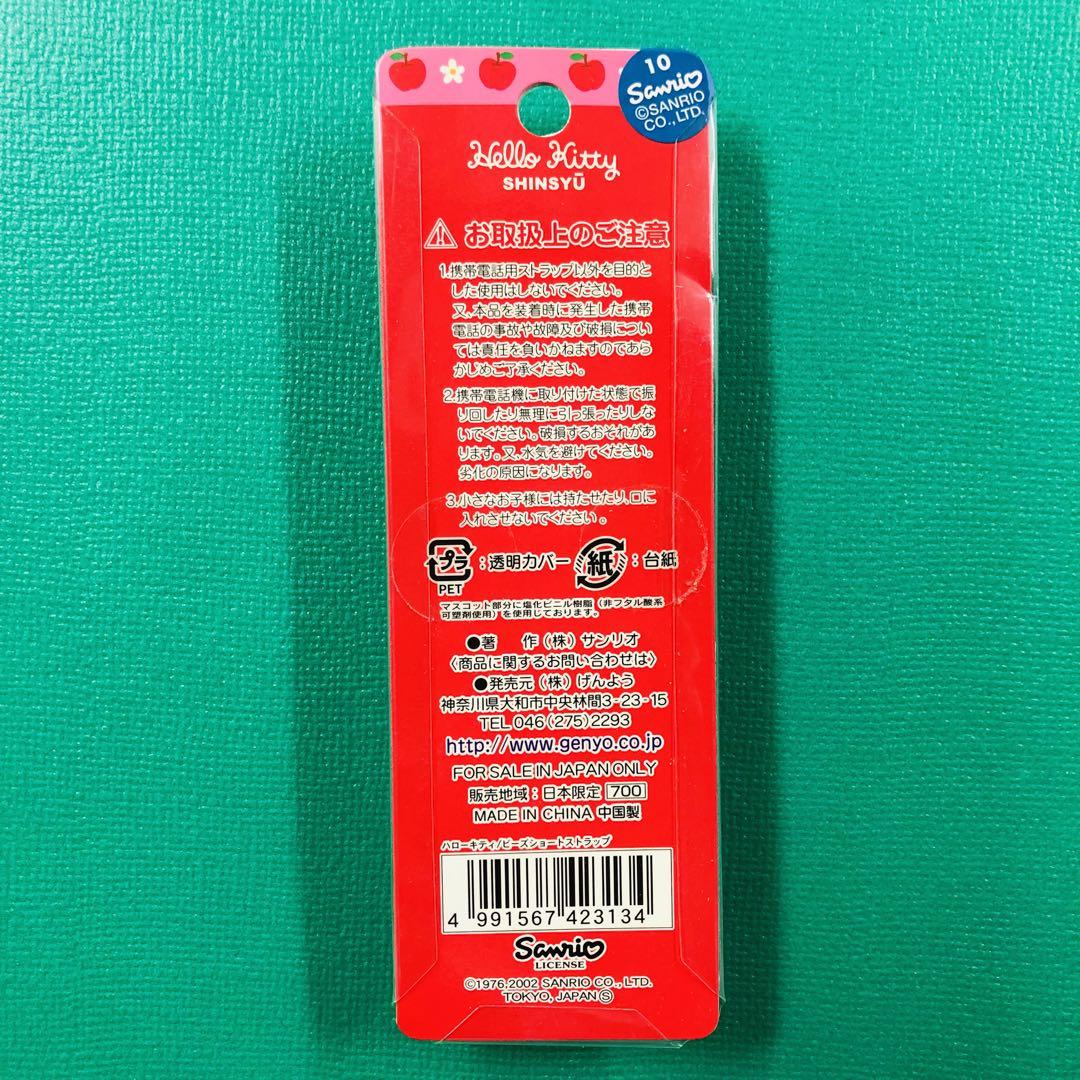 10
Sanrio
©SANRIO
CO.,LTD.
Hello Kitty
SHINSYŪ
お取扱上のご注意
1.携帯電話用ストラップ以外を目的と
した使用はしないでください。
又、本品を装着時に発生した携帯
電話の事故や故障及び破損につい
ては責任を負いかねますのであら
かじめご了承ください。
2.携帯電話機に取り付けた状態で振
り回したり無理に引っ張ったりしな
いでください。破損するおそれがあ
ります。又、水気を避けてください。
劣化の原因になります。
3.小さなお子様には持たせたり、口に
入れさせないでください。
プラ:透明カバー 紙:台紙
PET
マスコット部分に塩化ビニル樹脂(非フタル酸系
可塑剤使用)を使用しております。
●著　作(株)サンリオ
〈商品に関するお問い合わせは〉
●発売元(株)げんよう
神奈川県大和市中央林間3-23-15
TEL 046(275)2293
http://www.genyo.co.jp
FOR SALE IN JAPAN ONLY
販売地域:日本限定 700
MADE IN CHINA 中国製
ハローキティ/ビーズショートストラップ
4 991567 423134
Sanrio
LICENSE
©1976,2002 SANRIO CO., LTD.
TOKYO, JAPAN Ⓢ